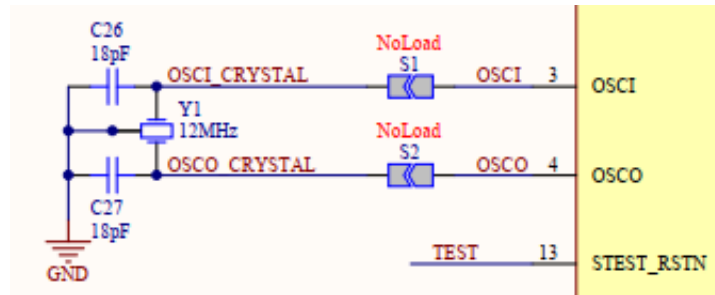 C26
18pF
OSCI_CRYSTAL
NoLoad
S1
OSCI
3
OSCI
Y1
12MHz
NoLoad
S2
OSCO_CRYSTAL
OSCO
4
OSCO
C27
18pF
GND
TEST
13
STEST_RSTN